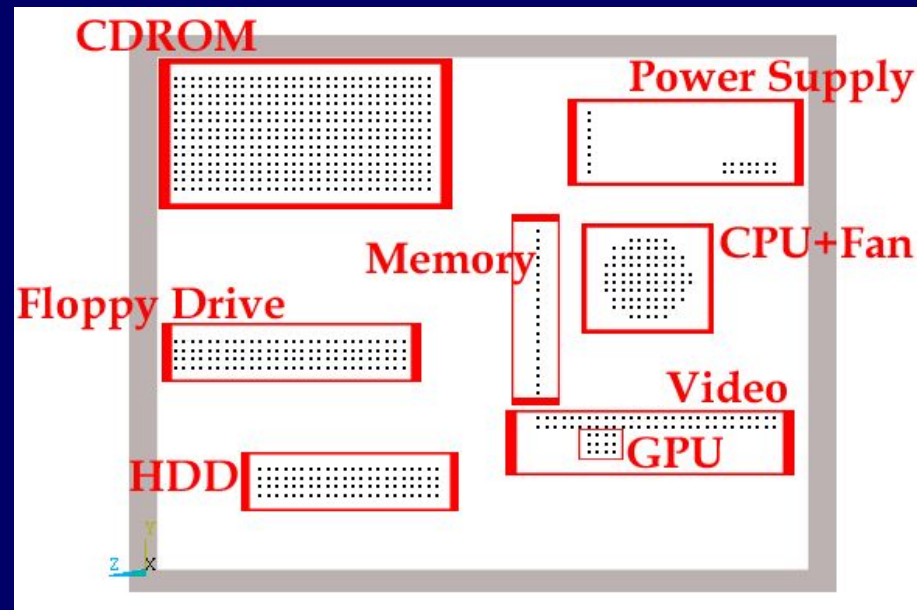 CDROM
Power Supply
CPU+Fan
Memory
Floppy Drive
Video
GPU
HDD
Y
Z
X